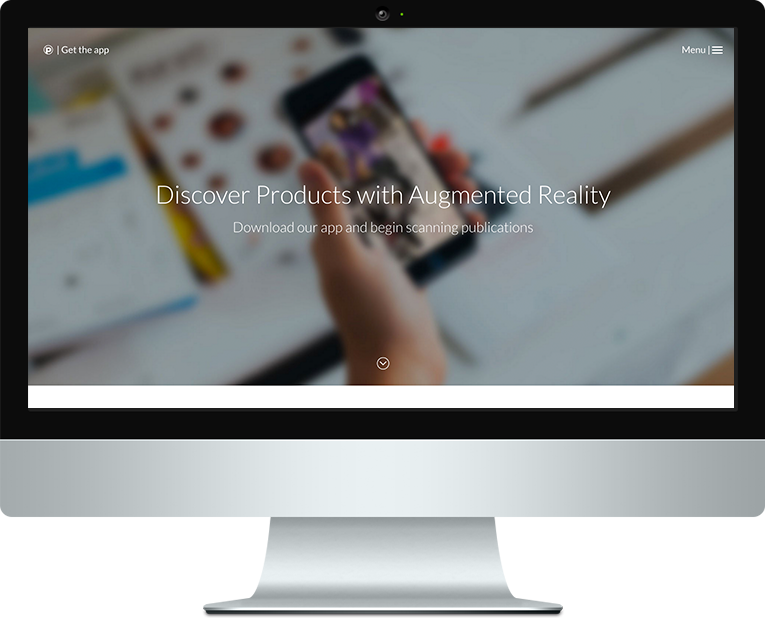 | Get the app
Menu |
Discover Products with Augmented Reality
Download our app and begin scanning publications